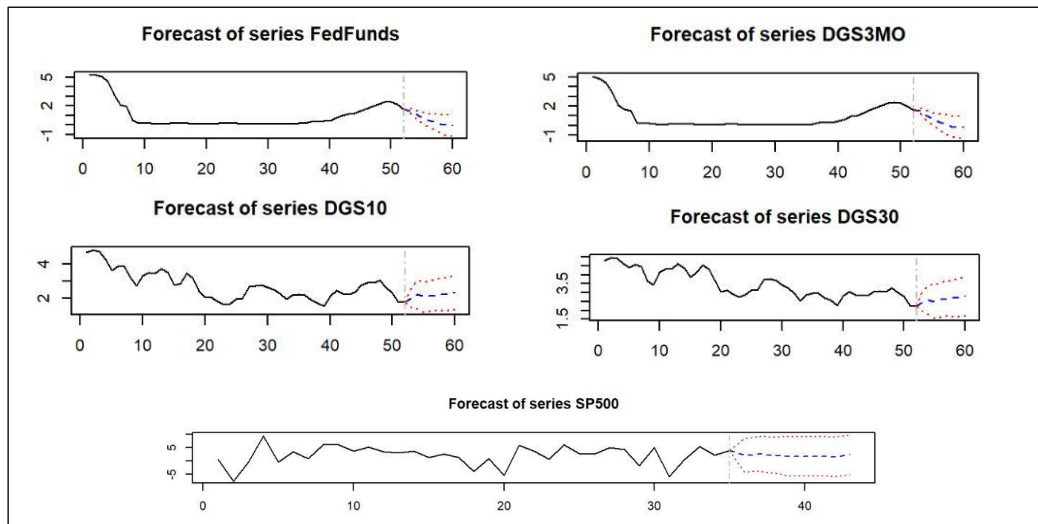 Forecast of series FedFunds
5
2
-1
0 10 20 30 40 50 60
Forecast of series DGS3MO
5
2
-1
0 10 20 30 40 50 60
Forecast of series DGS10
4
2
0 10 20 30 40 50 60
Forecast of series DGS30
3.5
1.5
0 10 20 30 40 50 60
Forecast of series SP500
5
-5
0 10 20 30 40